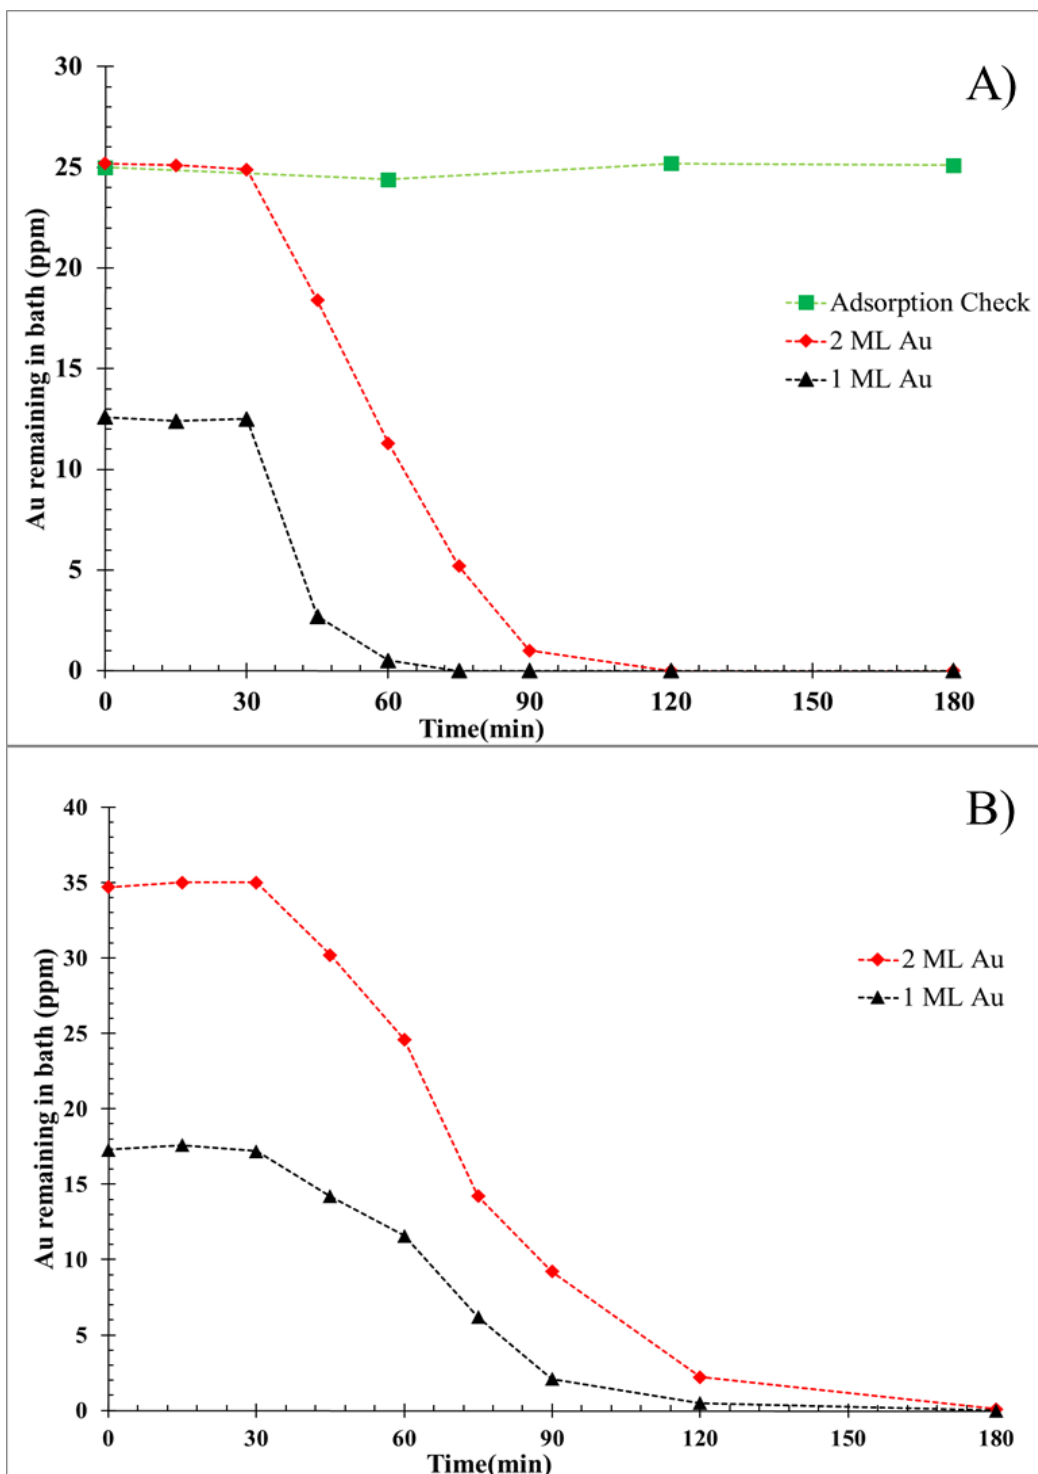 A)
30
25
20
15
10
5
0
Au remaining in bath (ppm)
Adsorption Check
2 ML Au
1 ML Au
0 30 60 90 120 150 180
Time(min)
B)
40
35
30
25
20
15
10
5
0
Au remaining in bath (ppm)
2 ML Au
1 ML Au
0 30 60 90 120 150 180
Time(min)